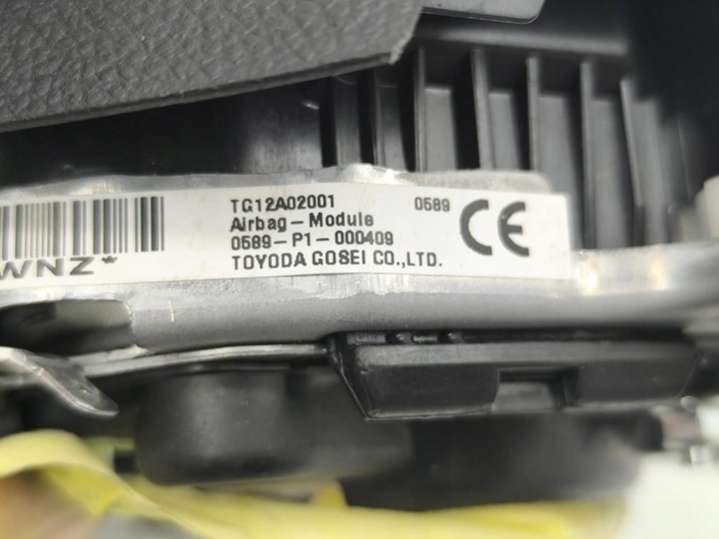 TG12A02001 0589
Airbag-Module
0589-P1-000409
TOYODA GOSEI CO.,LTD.
CE
WNZ*